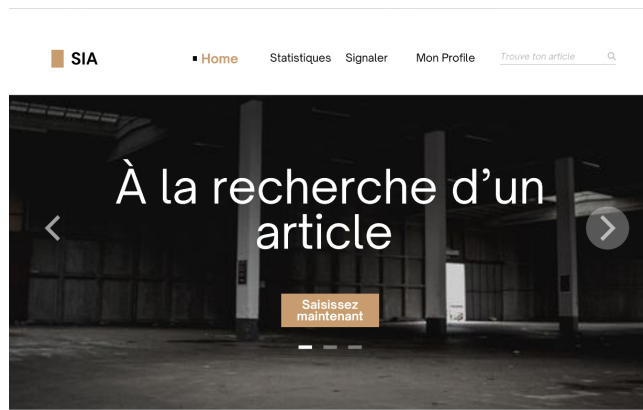 SIA
Home
Statistiques
Signaler
Mon Profile
Trouve ton article
À la recherche d'un
article
Saisissez
maintenant